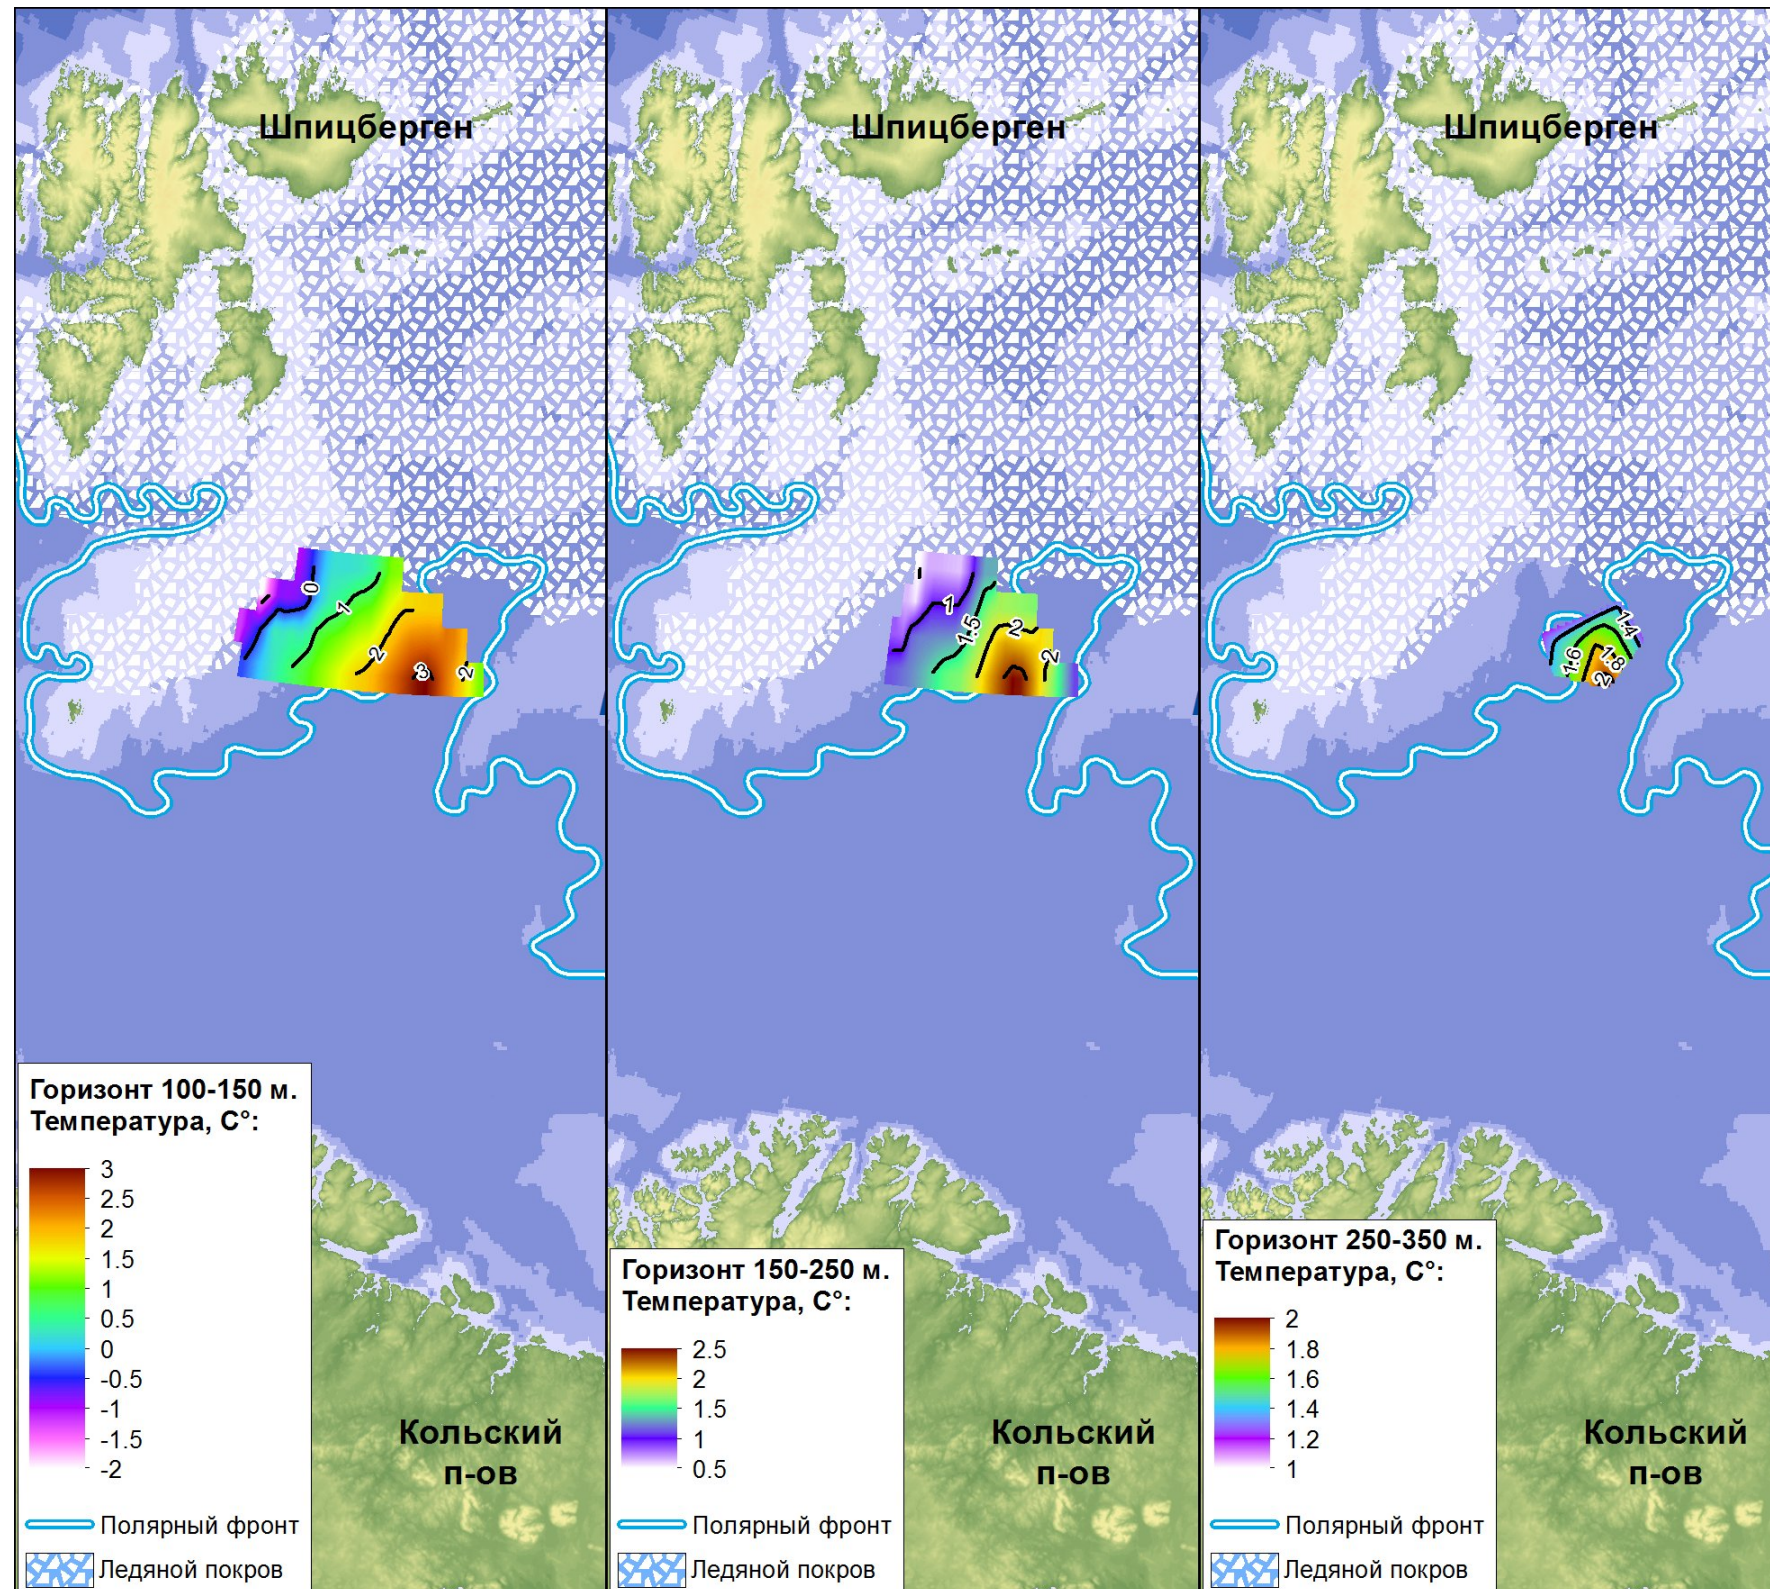 Шпицберген
0
1
2
3
2
Горизонт 100-150 м.
Температура, С°:
3
2.5
2
1.5
1
0.5
0
-0.5
-1
-1.5
-2
Полярный фронт
Ледяной покров
Кольский
п-ов
Шпицберген
1
1.5
2
2
Горизонт 150-250 м.
Температура, С°:
2.5
2
1.5
1
0.5
Полярный фронт
Ледяной покров
Кольский
п-ов
Шпицберген
1.4
1.6
1.8
2
Горизонт 250-350 м.
Температура, С°:
2
1.8
1.6
1.4
1.2
1
Полярный фронт
Ледяной покров
Кольский
п-ов